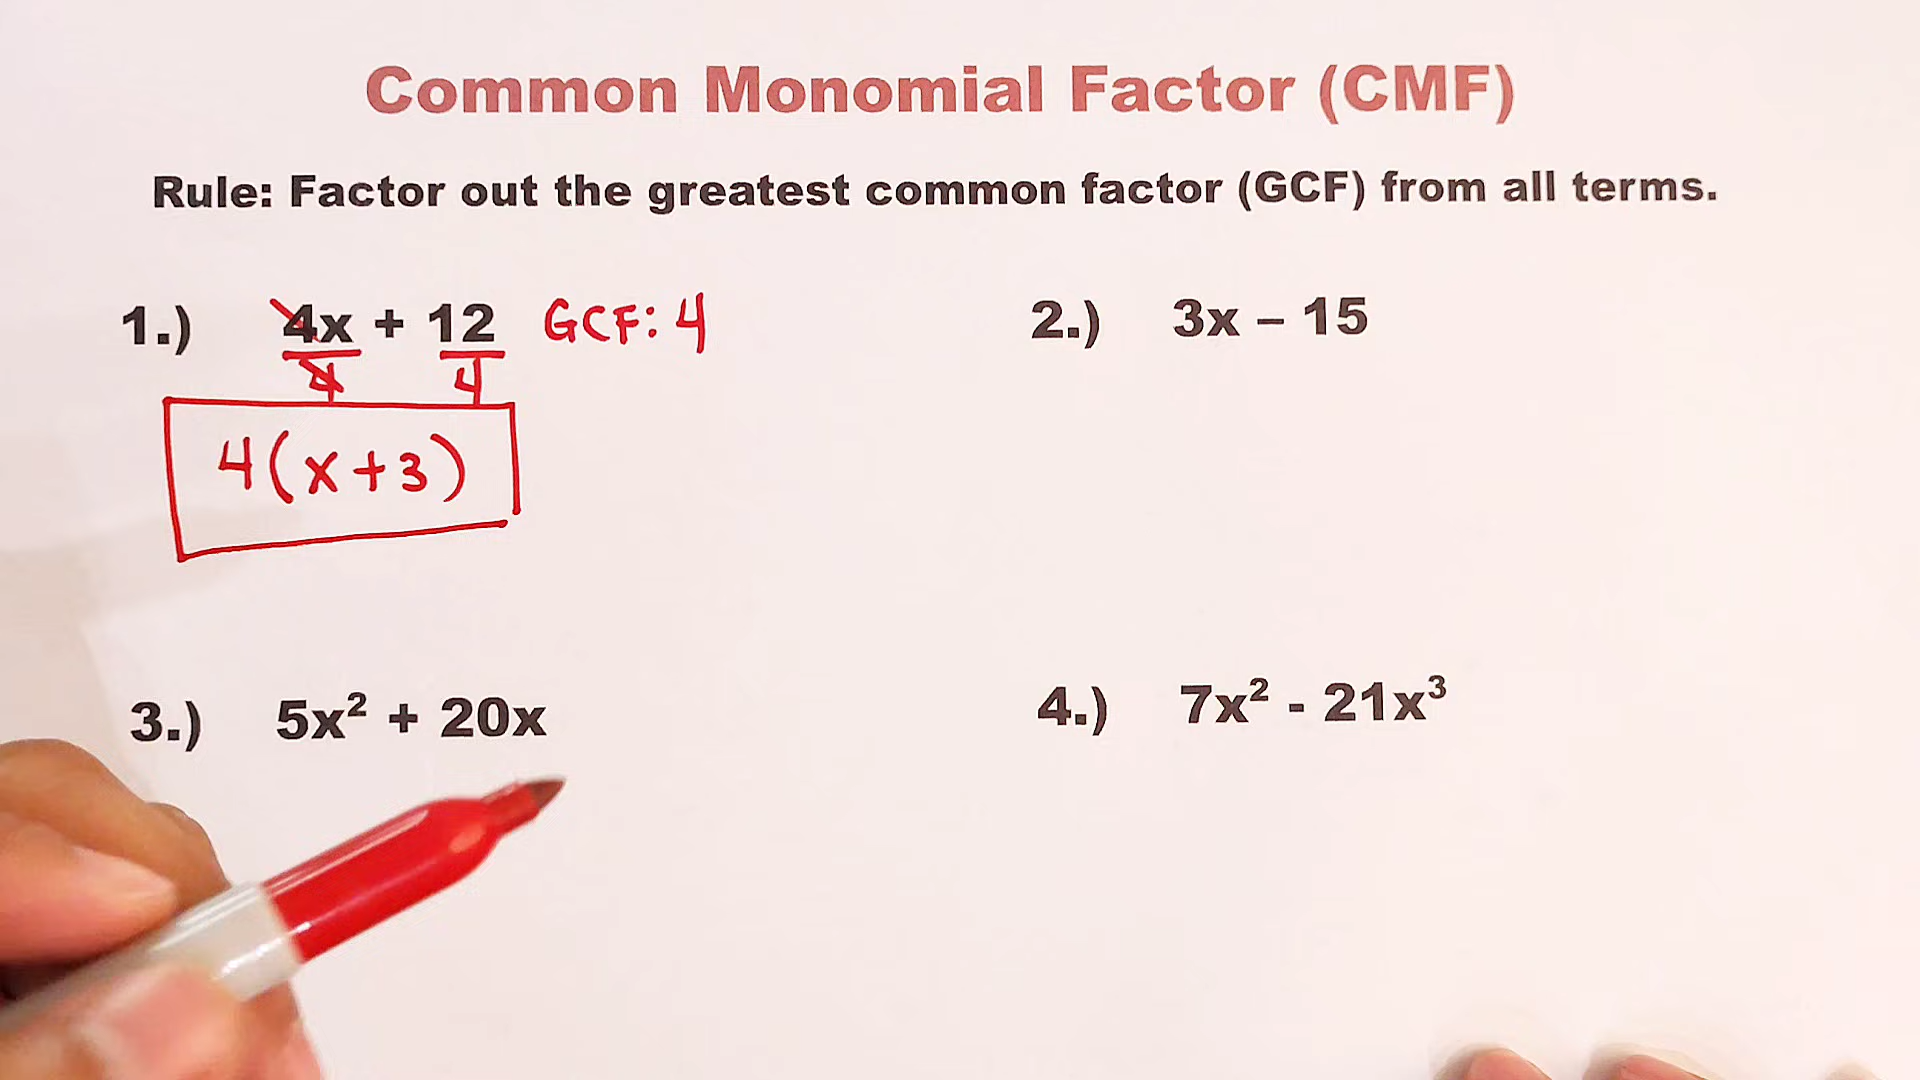 Common Monomial Factor (CMF)
Rule: Factor out the greatest common factor (GCF) from all terms.
1.) 4x + 12 GCF: 4
4 4
4(x+3)
2.) 3x – 15
3.) 5x² + 20x
4.) 7x² - 21x³